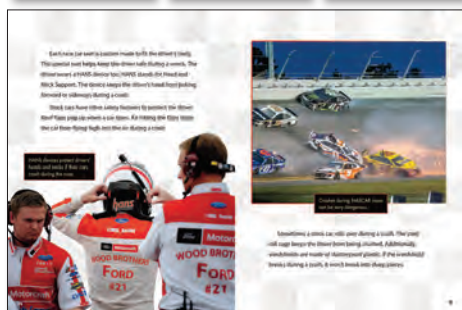 Each race car seat is custom made to fit the driver's body.
This special seat helps keep the driver safe during a wreck. The
driver wears a HANS device too. HANS stands for Head and
Neck Support. The device keeps the driver's head from jerking
forward or sideways during a crash.
Stock cars have other safety features to protect the driver.
Roof flaps pop up when a car spins. Air hitting the flaps stops
the car from flying high into the air during a crash.
HANS devices protect drivers'
heads and necks if their cars
crash during the race.
Crashes during NASCAR races
can be very dangerous.
Sometimes a stock car rolls over during a crash. The steel
roll cage keeps the driver from being crushed. Additionally,
windshields are made of shatterproof plastic. If the windshield
breaks during a crash, it won't break into sharp pieces.
hans
Motorcraft
WOOD BROTHERS
FORD
#21
Motorcraft
WOOD BROTHERS
FORD
#21